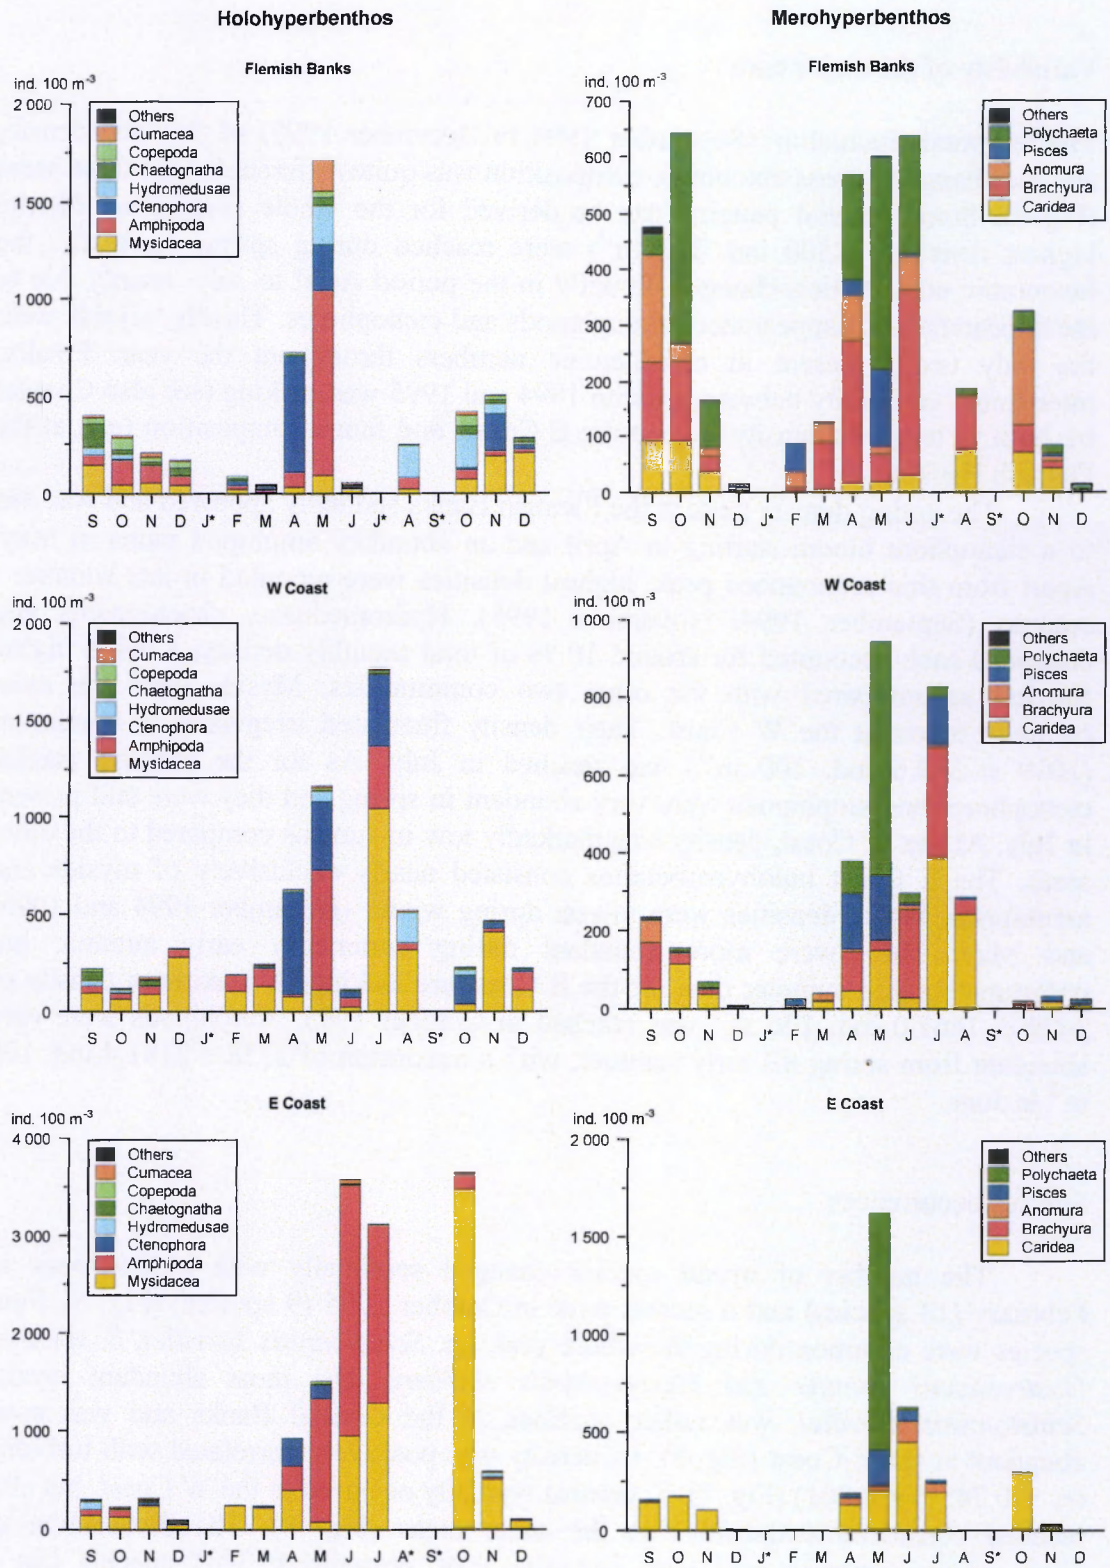 Holohyperbenthos
Merohyperbenthos
Flemish Banks
ind. 100 m⁻³
2 000
1 500
1 000
500
0
Others
Cumacea
Copepoda
Chaetognatha
Hydromedusae
Ctenophora
Amphipoda
Mysidacea
S O N D J* F M A M J J* A S* O N D
Flemish Banks
ind. 100 m⁻³
700
600
500
400
300
200
100
0
Others
Polychaeta
Pisces
Anomura
Brachyura
Caridea
S O N D J* F M A M J J* A S* O N D
W Coast
ind. 100 m⁻³
2 000
1 500
1 000
500
0
Others
Cumacea
Copepoda
Chaetognatha
Hydromedusae
Ctenophora
Amphipoda
Mysidacea
S O N D J* F M A M J J A S* O N D
W Coast
ind. 100 m⁻³
1 000
800
600
400
200
0
Others
Polychaeta
Pisces
Anomura
Brachyura
Caridea
S O N D J* F M A M J J A S* O N D
E Coast
ind. 100 m⁻³
4 000
3 000
2 000
1 000
0
Others
Cumacea
Copepoda
Chaetognatha
Hydromedusae
Ctenophora
Amphipoda
Mysidacea
S O N D J* F M A M J J A* S* O N D
E Coast
ind. 100 m⁻³
2 000
1 500
1 000
500
0
Others
Polychaeta
Pisces
Anomura
Brachyura
Caridea
S O N D J* F M A M J J A* S* O N D